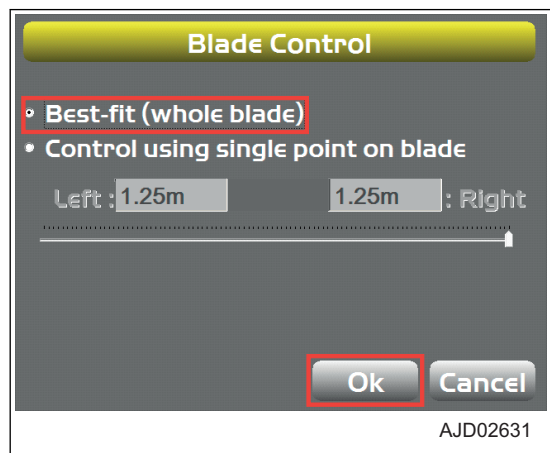 Blade Control
Best-fit (whole blade)
Control using single point on blade
Left : 1.25m 1.25m : Right
Ok Cancel
AJD02631